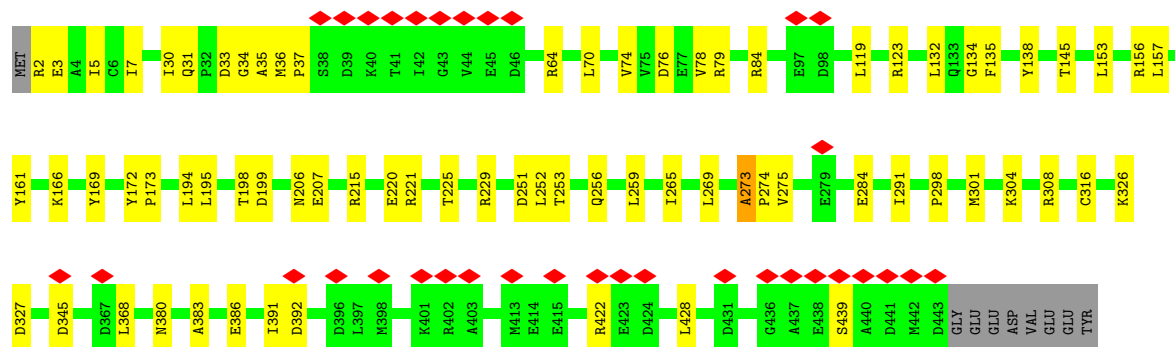 MET R2 E3 A4 I5 C6 I7 I30 Q31 P32 D33 G34 A35 M36 P37 S38 D39 K40 T41 I42 G43 V44 E45 D46 R64 L70 V74 V75 D76 E77 V78 R79 R84 E97 D98 L119 R123 L132 Q133 G134 F135 Y138 T145 L153 R156 L157
Y161 K166 Y169 Y172 P173 L194 L195 T198 D199 N206 E207 R215 E220 R221 T225 R229 D251 L252 T253 Q256 L259 I265 L269 A273 P274 V275 E279 E284 I291 P298 M301 K304 R308 C316 K326
D327 D345 D367 L368 N380 A383 E386 I391 D392 D396 L397 M398 K401 R402 A403 M413 E414 E415 R422 E423 D424 L428 D431 G436 A437 E438 S439 A440 D441 M442 D443 GLY GLU GLU ASP VAL GLU GLU TYR